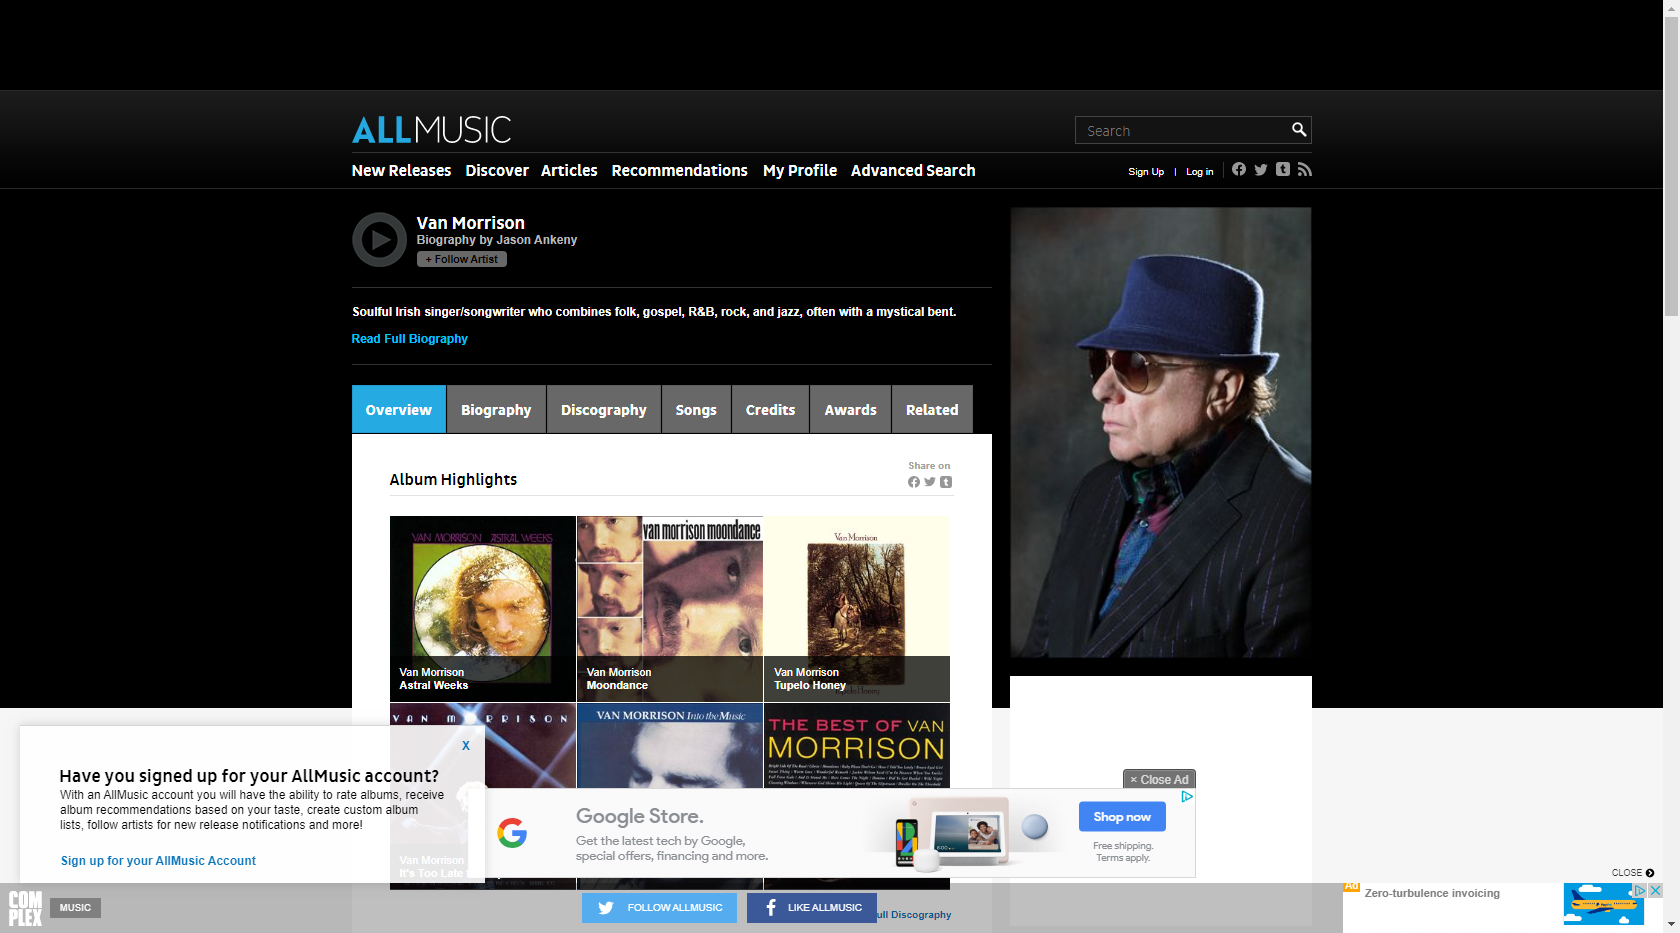 ALLMUSIC
Search
New Releases Discover Articles Recommendations My Profile Advanced Search
Sign Up | Log in
Van Morrison
Biography by Jason Ankeny
+ Follow Artist
Soulful Irish singer/songwriter who combines folk, gospel, R&B, rock, and jazz, often with a mystical bent.
Read Full Biography
Overview Biography Discography Songs Credits Awards Related
Album Highlights
Share on
VAN MORRISON ASTRAL WEEKS
Van Morrison
Astral Weeks
van morrison moondance
Van Morrison
Moondance
Van Morrison
Van Morrison
Tupelo Honey
Tupelo Honey
VAN MORRISON
VAN MORRISON Into the Music
THE BEST OF VAN
MORRISON
Van Morrison
It's Too Late
X
Have you signed up for your AllMusic account?
With an AllMusic account you will have the ability to rate albums, receive
album recommendations based on your taste, create custom album
lists, follow artists for new release notifications and more!
Sign up for your AllMusic Account
× Close Ad
Google Store.
Get the latest tech by Google,
special offers, financing and more.
Shop now
Free shipping.
Terms apply.
CLOSE
COM
PLEX
MUSIC
FOLLOW ALLMUSIC
LIKE ALLMUSIC
ull Discography
Ad
Zero-turbulence invoicing